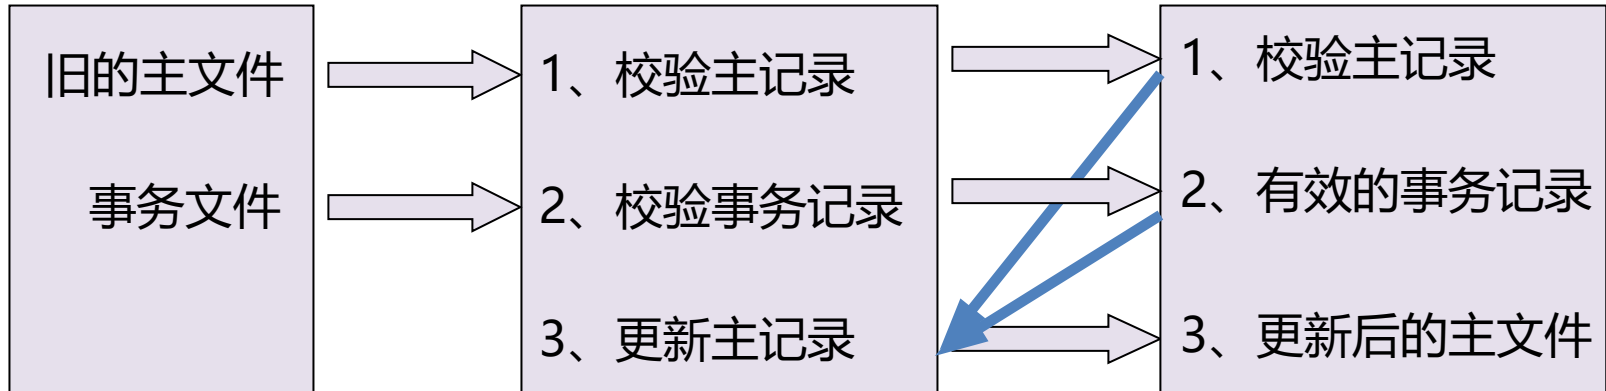 旧的主文件
事务文件
1、校验主记录
2、校验事务记录
3、更新主记录
1、校验主记录
2、有效的事务记录
3、更新后的主文件